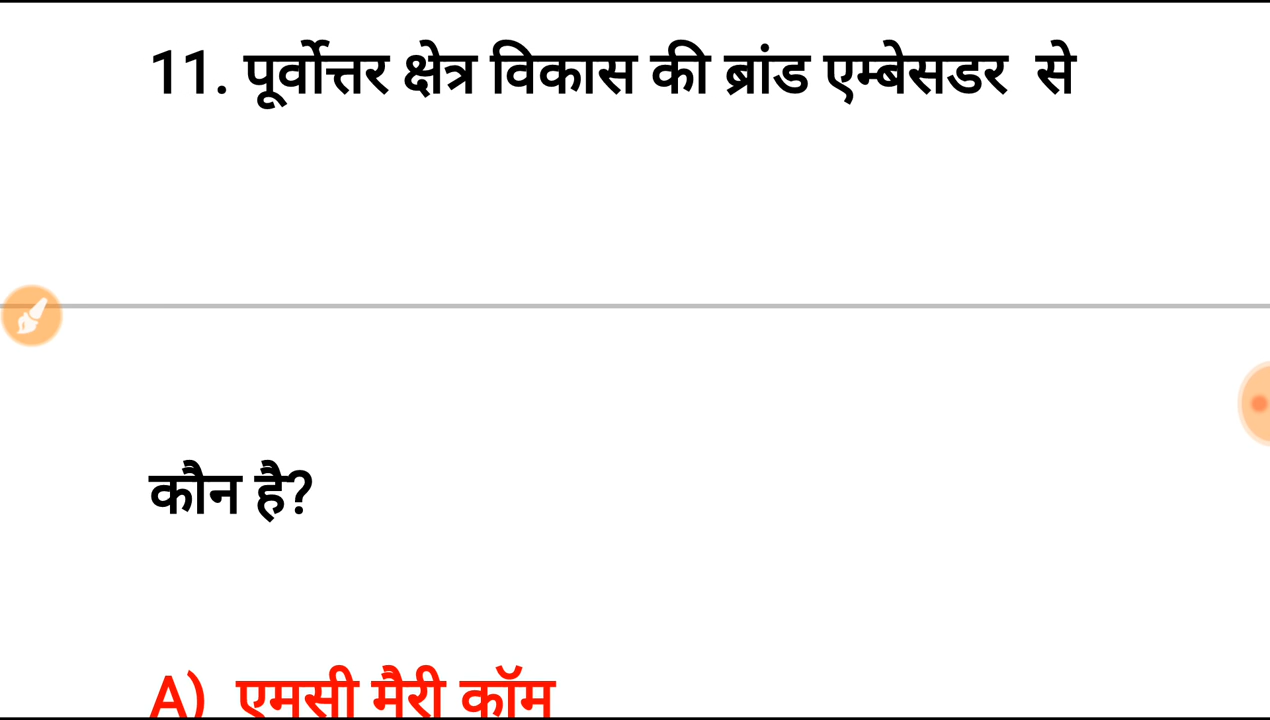 11. पूर्वोत्तर क्षेत्र विकास की ब्रांड एम्बेसडर से
कौन है?
A) एमसी मैरी कॉम